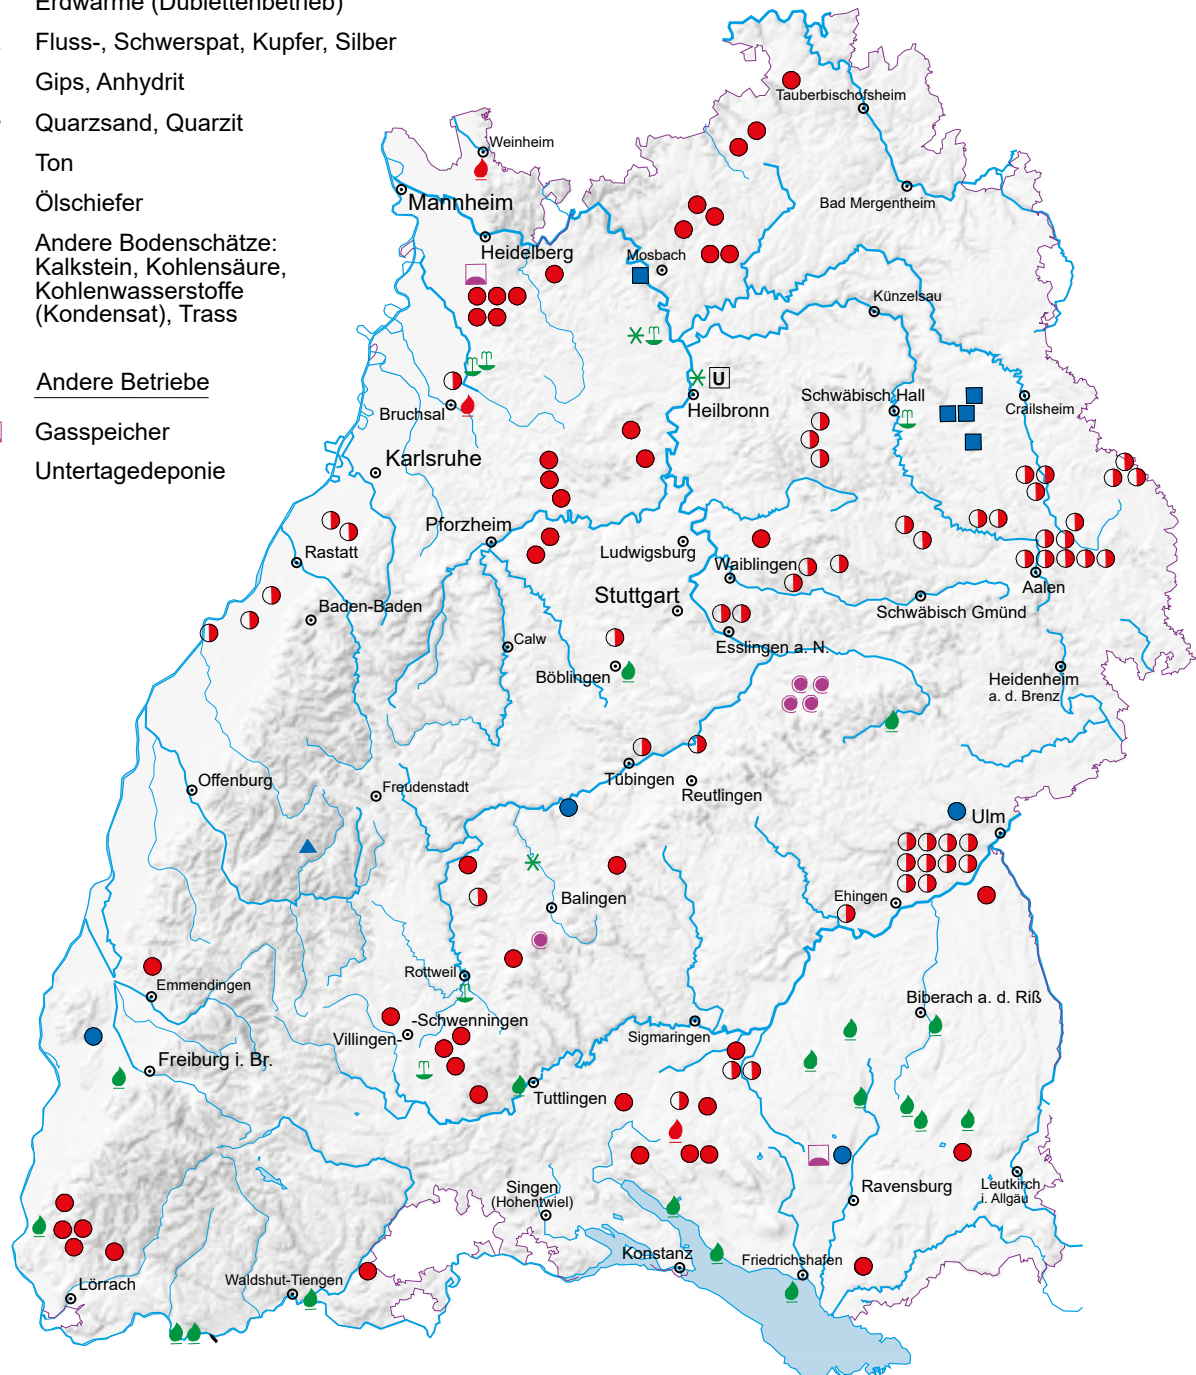 Erdwärme (Dublettenbetrieb)
Fluss-, Schwerspat, Kupfer, Silber
Gips, Anhydrit
Quarzsand, Quarzit
Ton
Ölschiefer
Andere Bodenschätze:
Kalkstein, Kohlensäure,
Kohlenwasserstoffe
(Kondensat), Trass
Andere Betriebe
Gasspeicher
Untertagedeponie
Tauberbischofsheim
Weinheim
Mannheim
Bad Mergentheim
Heidelberg
Mosbach
Künzelsau
U
Heilbronn
Schwäbisch Hall
Crailsheim
Bruchsal
Karlsruhe
Pforzheim
Ludwigsburg
Rastatt
Waiblingen
Aalen
Stuttgart
Schwäbisch Gmünd
Baden-Baden
Calw
Esslingen a. N.
Böblingen
Heidenheim
a. d. Brenz
Tübingen
Reutlingen
Offenburg
Freudenstadt
Ulm
Balingen
Ehingen
Rottweil
Emmendingen
Biberach a. d. Riß
-Schwenningen
Villingen-
Sigmaringen
Freiburg i. Br.
Tuttlingen
Singen
(Hohentwiel)
Ravensburg
Leutkirch
i. Allgäu
Konstanz
Friedrichshafen
Lörrach
Waldshut-Tiengen